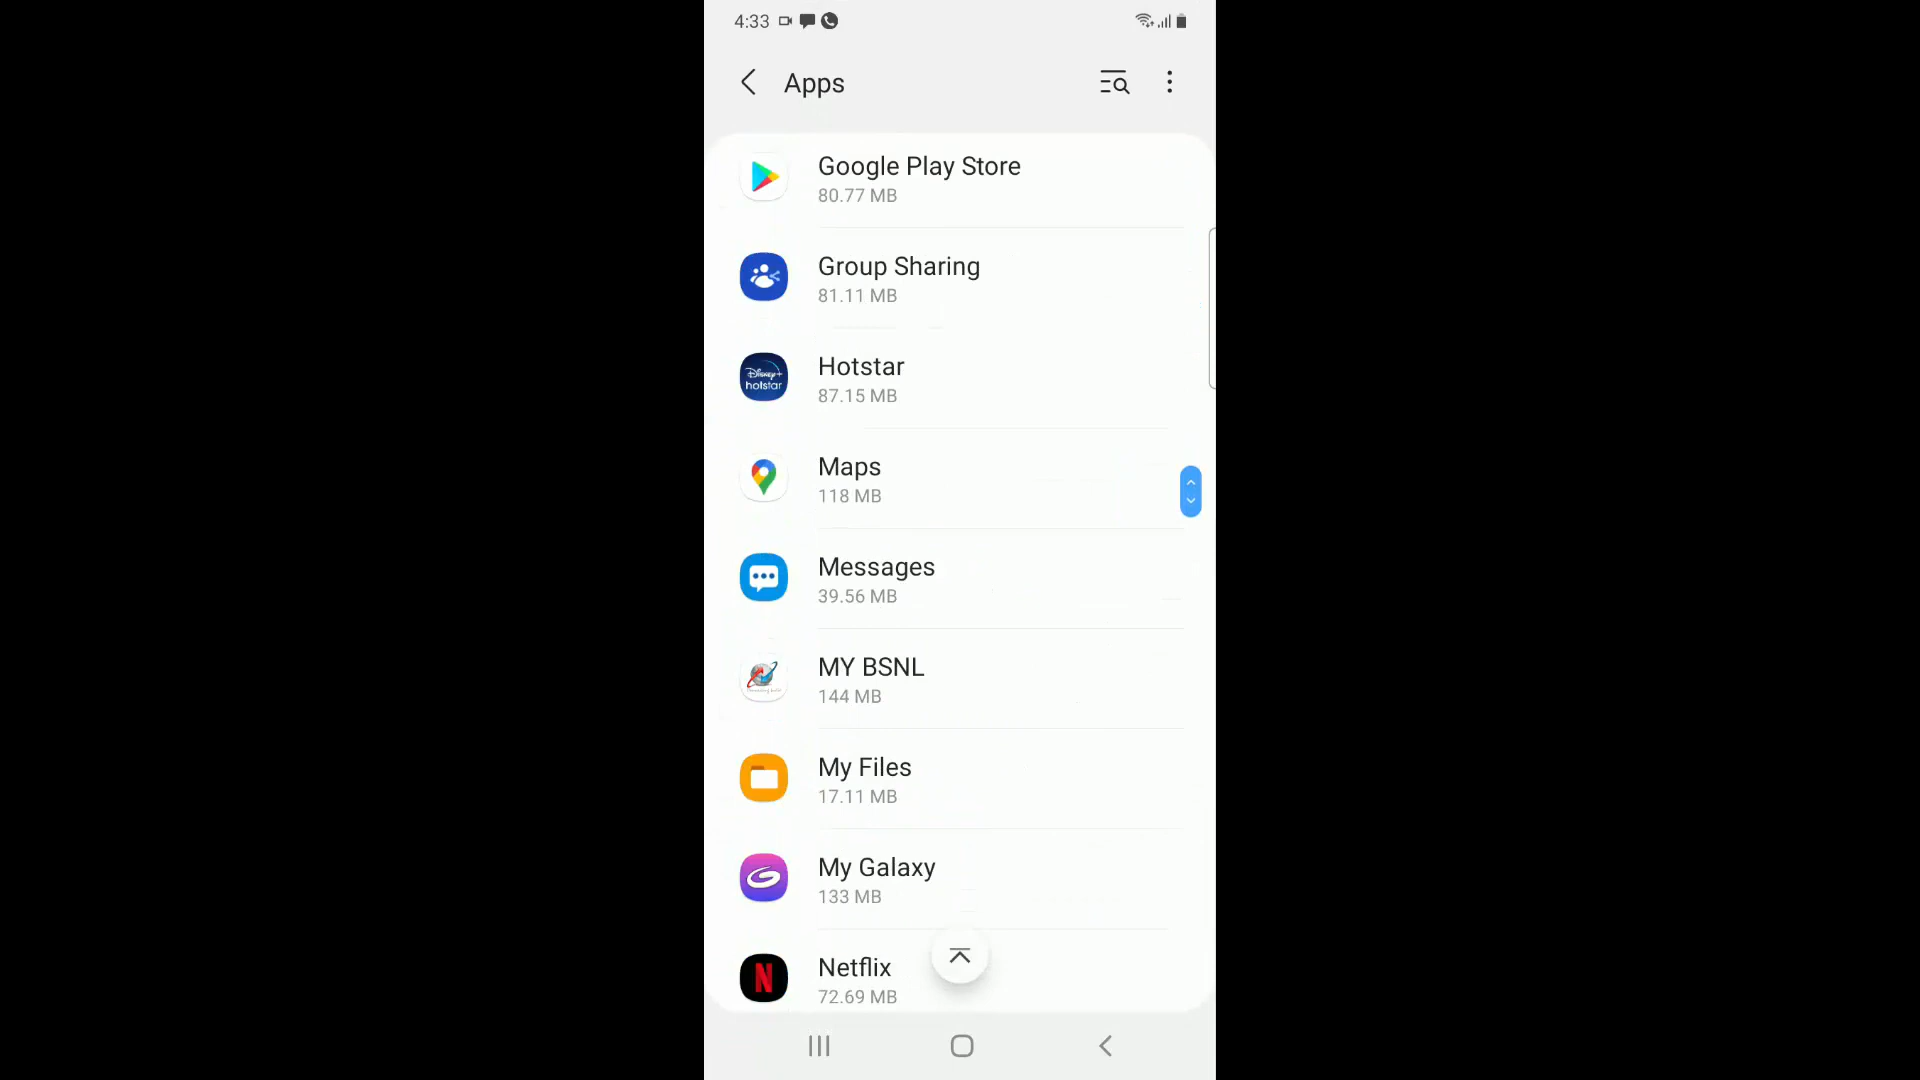 4:33
Apps
Google Play Store
80.77 MB
Group Sharing
81.11 MB
Disney+
hotstar
Hotstar
87.15 MB
Maps
118 MB
Messages
39.56 MB
MY BSNL
144 MB
My Files
17.11 MB
My Galaxy
133 MB
N
Netflix
72.69 MB